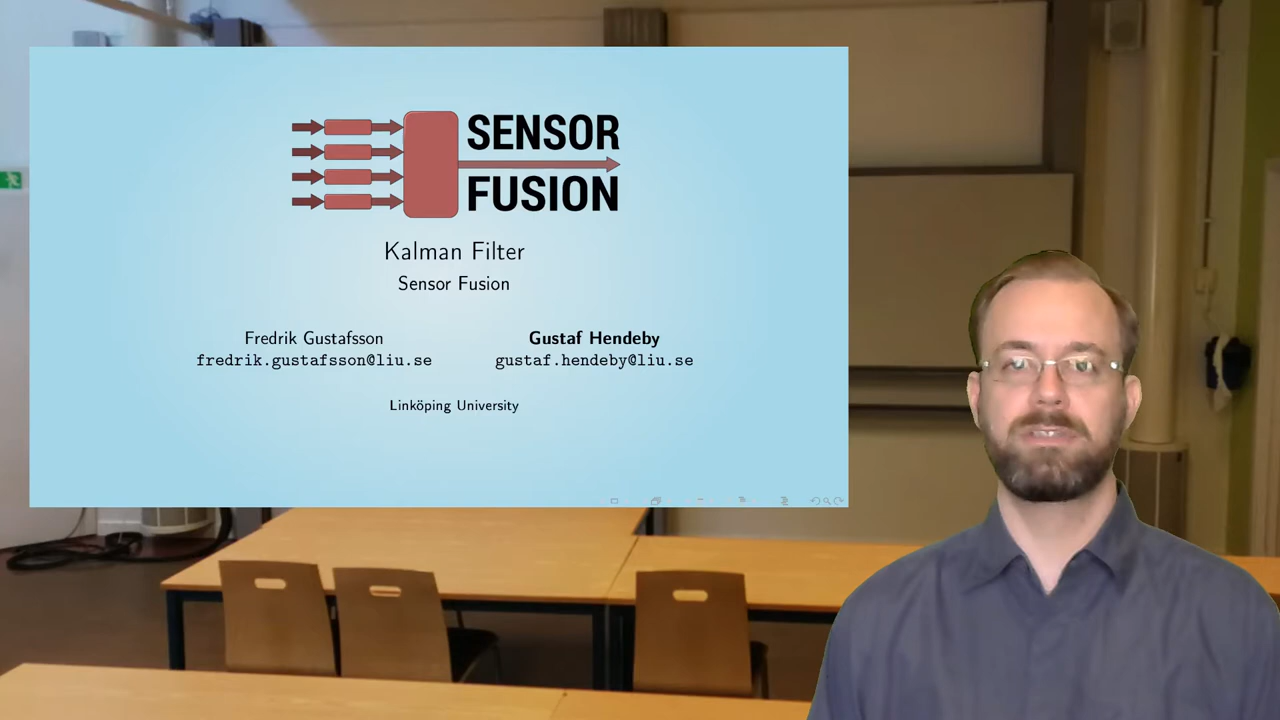 SENSOR
FUSION
Kalman Filter
Sensor Fusion
Fredrik Gustafsson
fredrik.gustafsson@liu.se
Gustaf Hendeby
gustaf.hendeby@liu.se
Linköping University